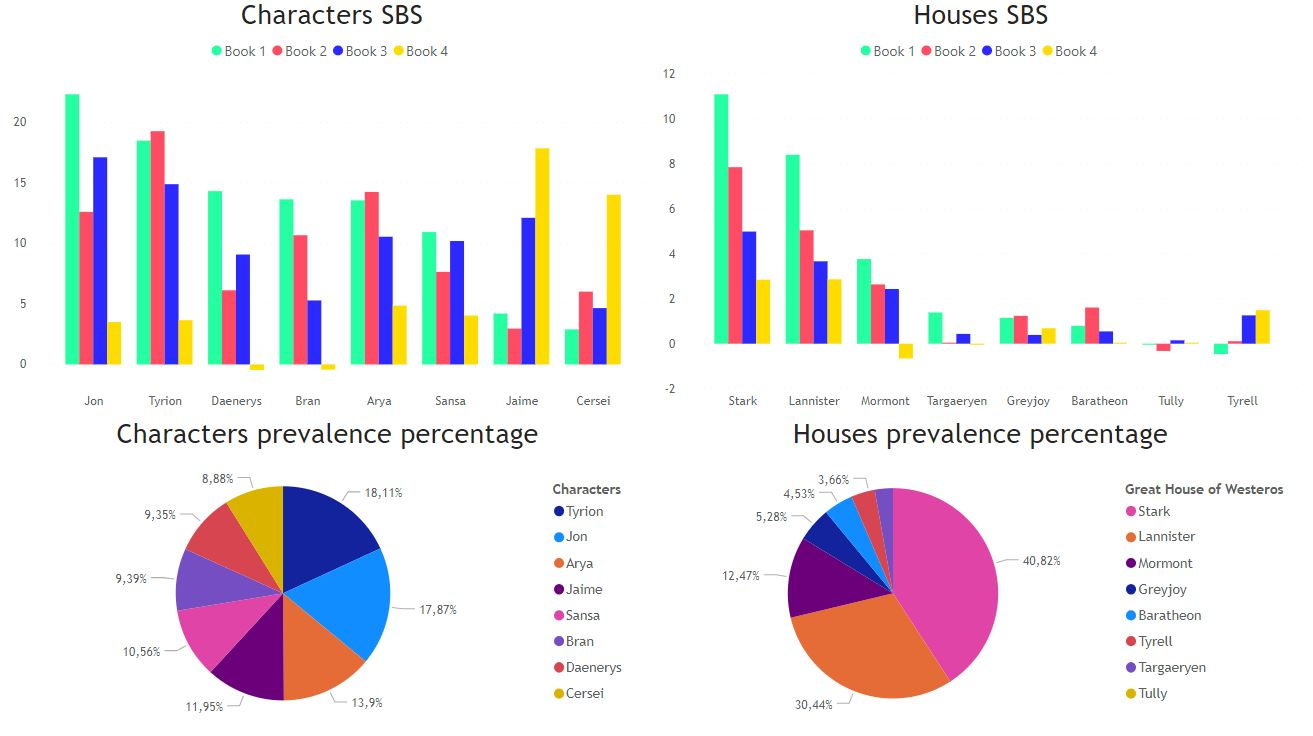 Characters SBS
Book 1 Book 2 Book 3 Book 4
20
15
10
5
0
Jon Tyrion Daenerys Bran Arya Sansa Jaime Cersei
Houses SBS
Book 1 Book 2 Book 3 Book 4
12
10
8
6
4
2
0
-2
Stark Lannister Mormont Targaeryen Greyjoy Baratheon Tully Tyrell
Characters prevalence percentage
8,88%
18,11%
9,35%
9,39%
17,87%
10,56%
11,95%
13,9%
Characters
Tyrion
Jon
Arya
Jaime
Sansa
Bran
Daenerys
Cersei
Houses prevalence percentage
3,66%
4,53%
5,28%
40,82%
12,47%
30,44%
Great House of Westeros
Stark
Lannister
Mormont
Greyjoy
Baratheon
Tyrell
Targaeryen
Tully